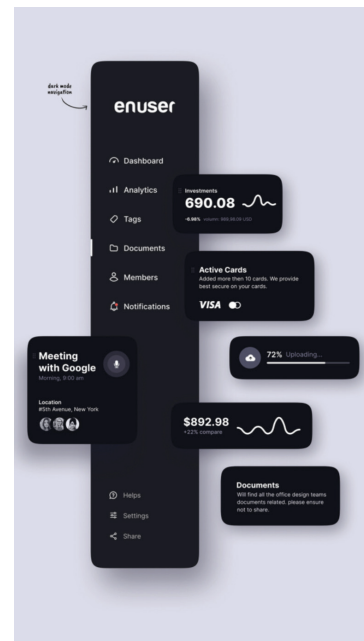 dark mode
navigation
enuser
Dashboard
Analytics
Investments
690.08
Tags
Documents
Active Cards
Added more then 10 cards. We provide
best secure on your cards.
VISA
Members
Notifications
Meeting
with Google
Morning, 9:00 am
Location
#5th Avenue, New York
72% Uploading...
$892.98
+22% compare
Documents
Will find all the office design teams
documents related. please ensure
not to share.
Helps
Settings
Share